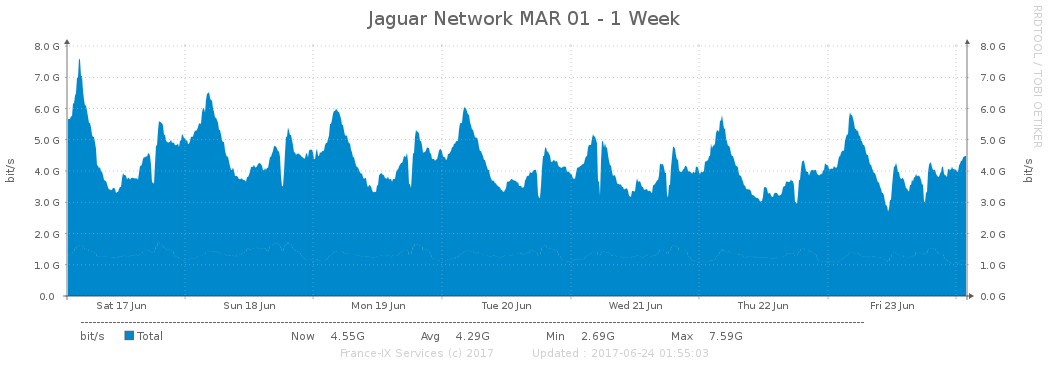 Jaguar Network MAR 01 - 1 Week
RRDTOOL / TOBI OETIKER
8.0 G 8.0 G
7.0 G 7.0 G
6.0 G 6.0 G
5.0 G 5.0 G
4.0 G 4.0 G
3.0 G 3.0 G
2.0 G 2.0 G
1.0 G 1.0 G
0.0 0.0 G
bit/s bit/s
Sat 17 Jun Sun 18 Jun Mon 19 Jun Tue 20 Jun Wed 21 Jun Thu 22 Jun Fri 23 Jun
bit/s Total Now 4.55G Avg 4.29G Min 2.69G Max 7.59G
France-IX Services (c) 2017 Updated : 2017-06-24 01:55:03